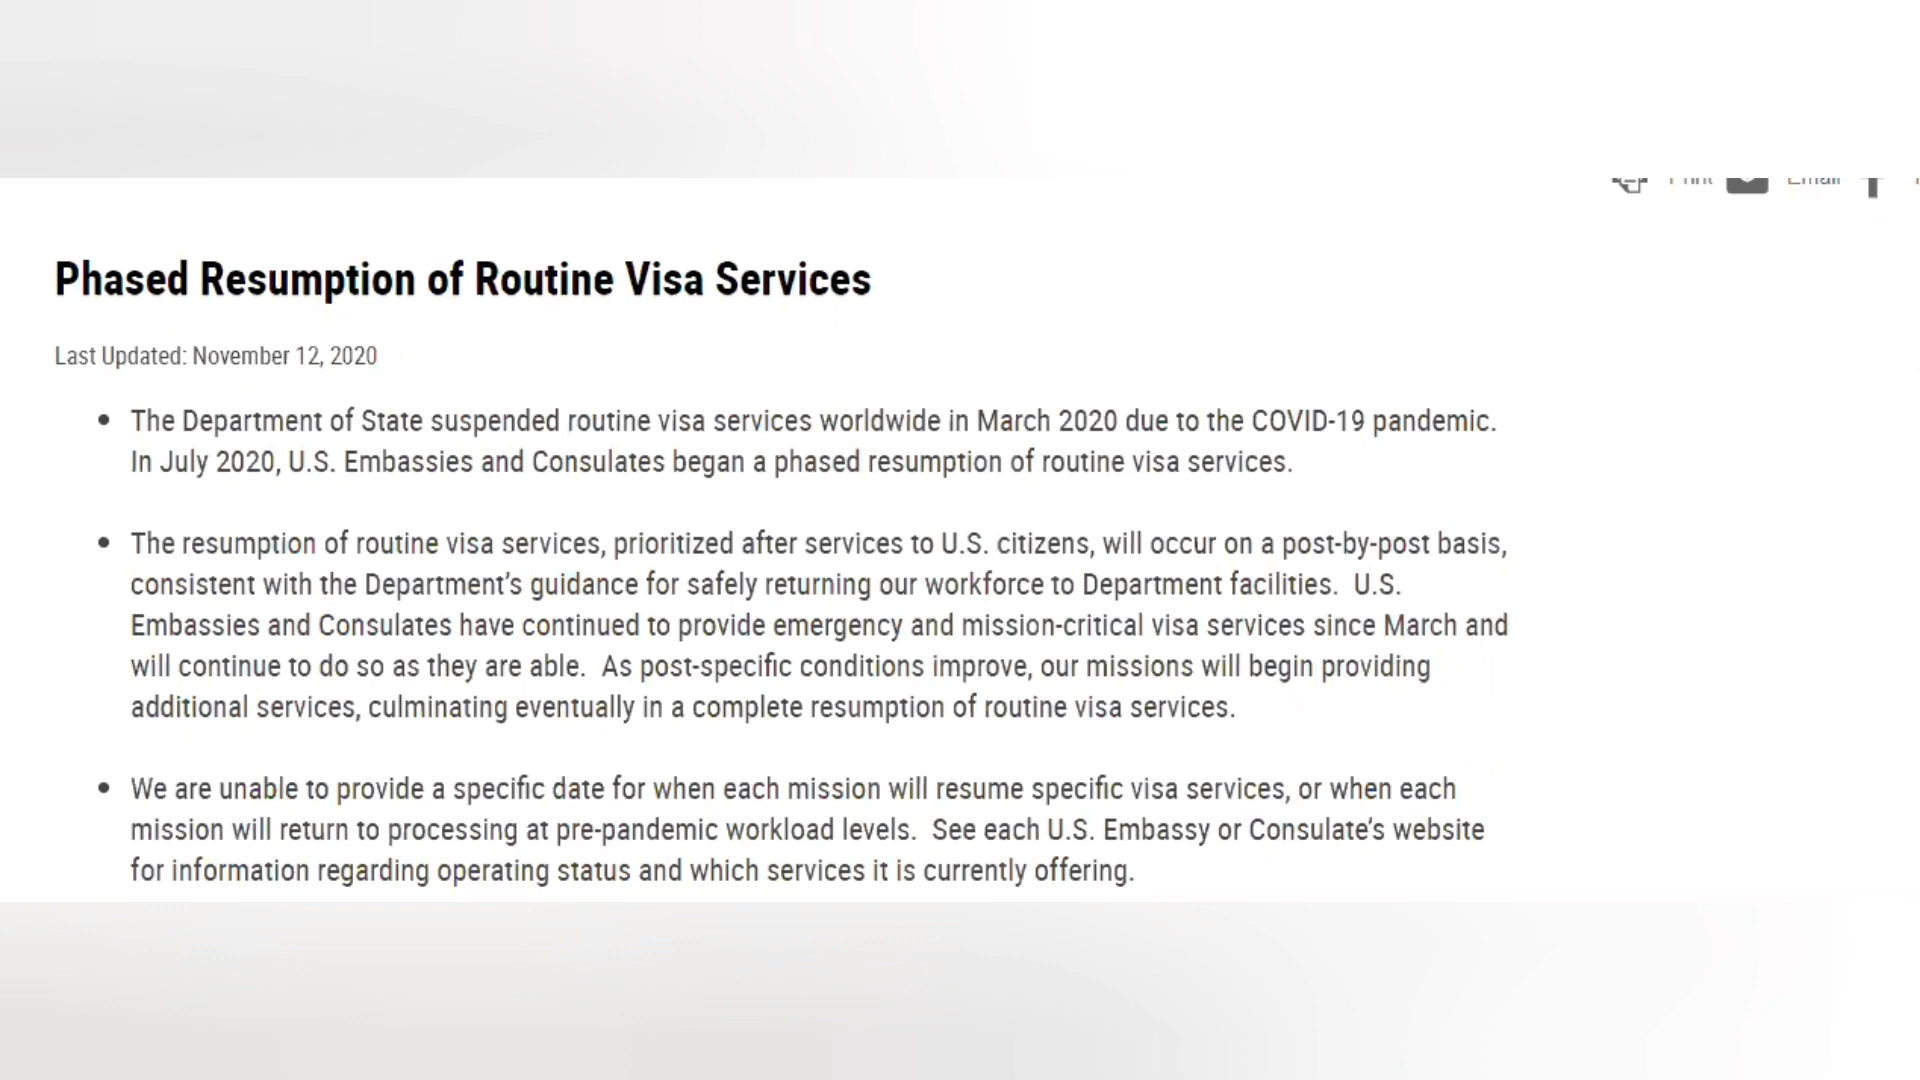 Phased Resumption of Routine Visa Services
Last Updated: November 12, 2020
• The Department of State suspended routine visa services worldwide in March 2020 due to the COVID-19 pandemic.
In July 2020, U.S. Embassies and Consulates began a phased resumption of routine visa services.
• The resumption of routine visa services, prioritized after services to U.S. citizens, will occur on a post-by-post basis,
consistent with the Department’s guidance for safely returning our workforce to Department facilities.  U.S.
Embassies and Consulates have continued to provide emergency and mission-critical visa services since March and
will continue to do so as they are able.  As post-specific conditions improve, our missions will begin providing
additional services, culminating eventually in a complete resumption of routine visa services.
• We are unable to provide a specific date for when each mission will resume specific visa services, or when each
mission will return to processing at pre-pandemic workload levels.  See each U.S. Embassy or Consulate’s website
for information regarding operating status and which services it is currently offering.